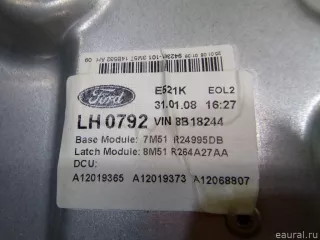 Ford
E521K EOL2
31.01.08 16:27
LH 0792 VIN 8B18244
Base Module: 7M51 R24995DB
Latch Module: 8M51 R264A27AA
DCU:
A12019365 A12019373 A12068807
eaural.ru